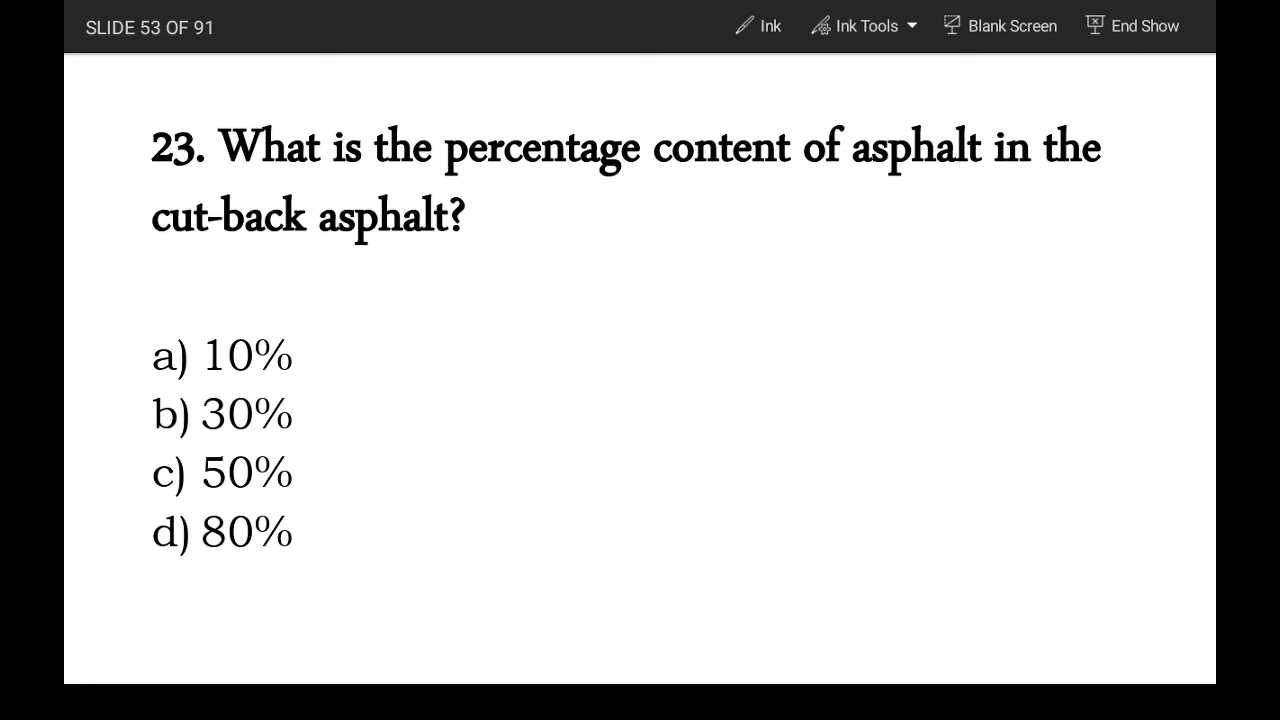 SLIDE 53 OF 91 Ink Ink Tools Blank Screen End Show
23. What is the percentage content of asphalt in the
cut-back asphalt?
a) 10%
b) 30%
c) 50%
d) 80%